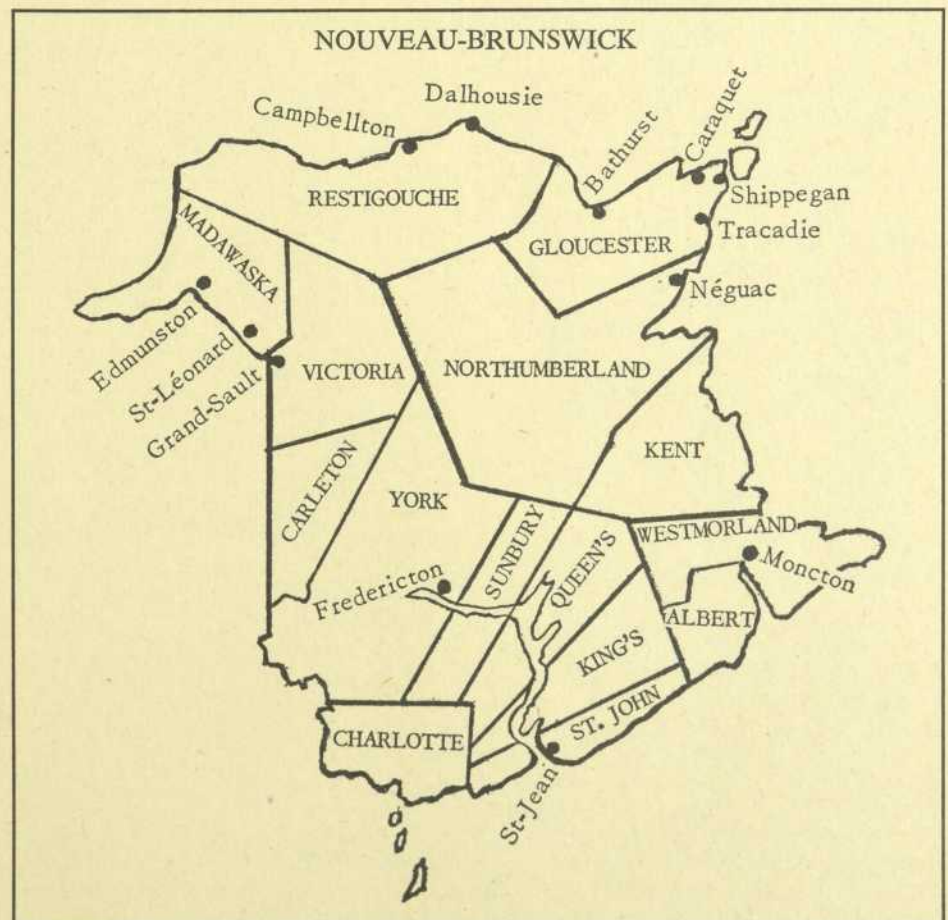 NOUVEAU-BRUNSWICK
Dalhousie
Campbellton
Caraquet
Bathurst
Shippegan
RESTIGOUCHE
Tracadie
MADAWASKA
GLOUCESTER
Néguac
Edmunston
St-Léonard
Grand-Sault
VICTORIA
NORTHUMBERLAND
KENT
CARLETON
YORK
SUNBURY
WESTMORLAND
QUEEN'S
Moncton
Fredericton
ALBERT
KING'S
ST. JOHN
CHARLOTTE
St-Jean